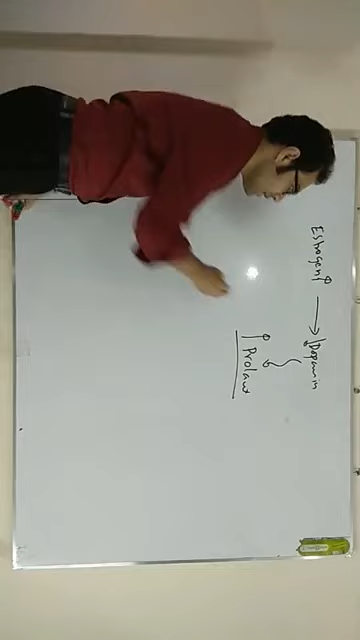 Estrogen↑ → ↓Dopamin
↑ Prolact